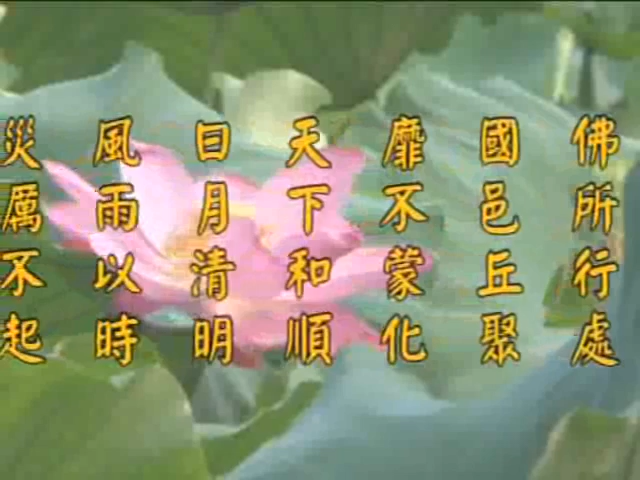 佛所行處
國邑丘聚
靡不蒙化
天下和順
日月清明
風雨以時
災厲不起